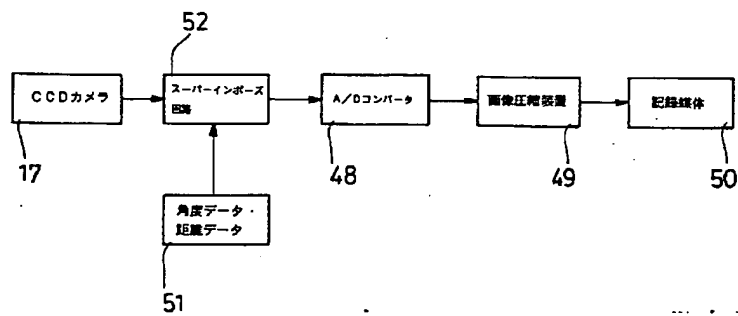 52
CCDカメラ
スーパーインポーズ
回路
A/Dコンバータ
画像圧縮装置
記録媒体
17
48
49
50
角度データ・
距離データ
51